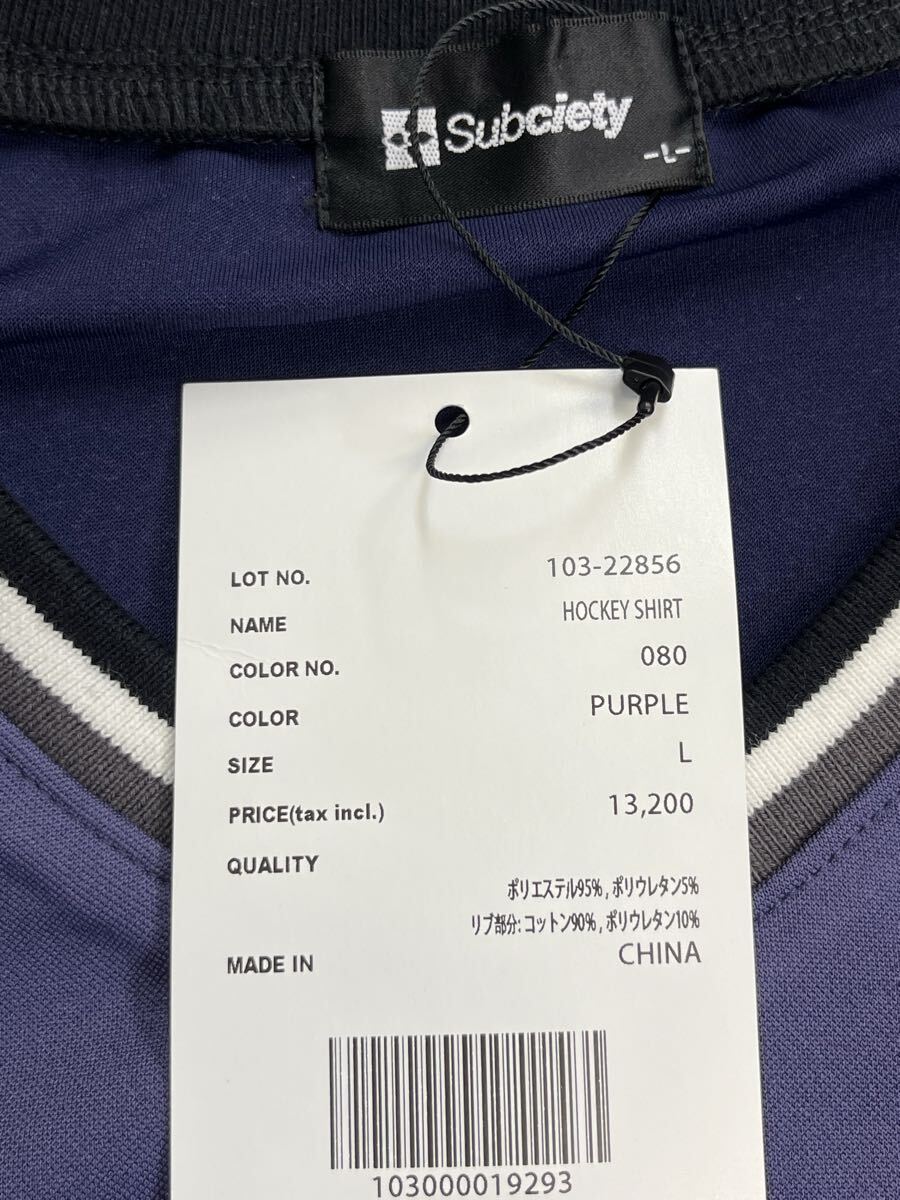 Subciety
-L-
LOT NO. 103-22856
NAME HOCKEY SHIRT
COLOR NO. 080
COLOR PURPLE
SIZE L
PRICE(tax incl.) 13,200
QUALITY
ポリエステル95%,ポリウレタン5%
リブ部分:コットン90%,ポリウレタン10%
MADE IN CHINA
103000019293